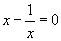 x - 1/x = 0